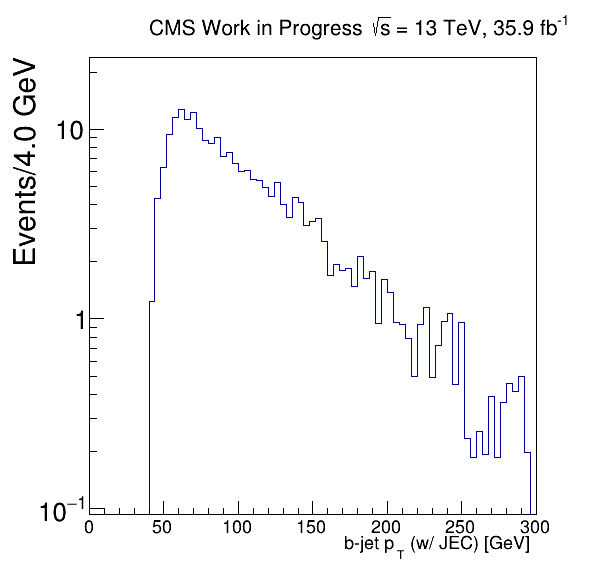 CMS Work in Progress √s = 13 TeV, 35.9 fb⁻¹
Events/4.0 GeV
10
1
10⁻¹
0 50 100 150 200 250 300
b-jet p_T (w/ JEC) [GeV]